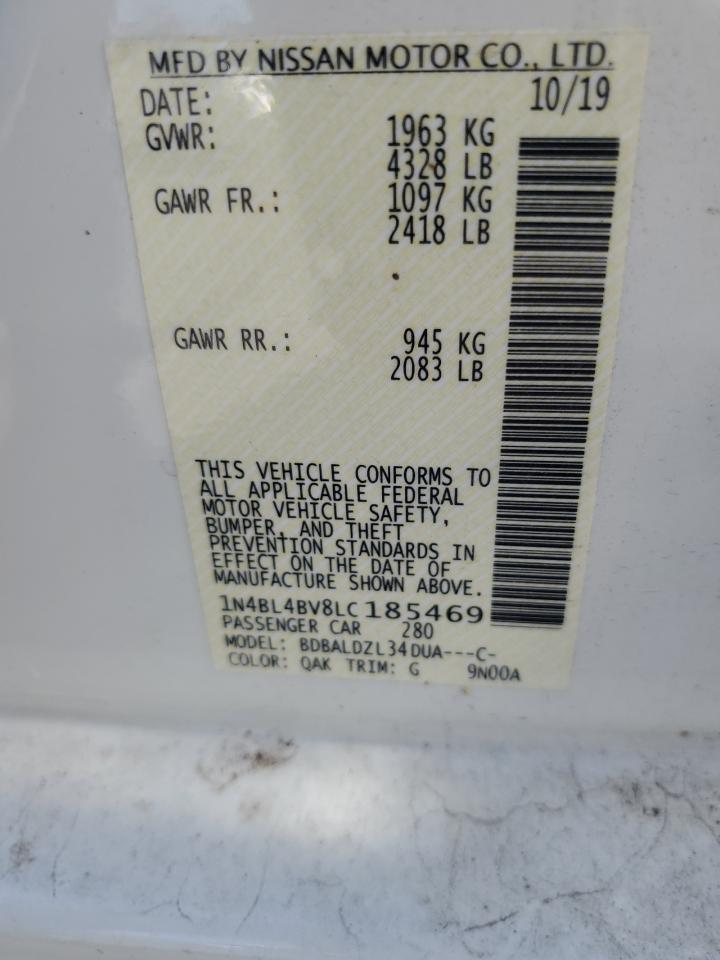 MFD BY NISSAN MOTOR CO., LTD.
DATE: 10/19
GVWR: 1963 KG
4328 LB
GAWR FR.: 1097 KG
2418 LB
GAWR RR.: 945 KG
2083 LB
THIS VEHICLE CONFORMS TO
ALL APPLICABLE FEDERAL
MOTOR VEHICLE SAFETY,
BUMPER, AND THEFT
PREVENTION STANDARDS IN
EFFECT ON THE DATE OF
MANUFACTURE SHOWN ABOVE.
1N4BL4BV8LC185469
PASSENGER CAR 280
MODEL: BDBALDZL34DUA---C-
COLOR: QAK TRIM: G 9N00A